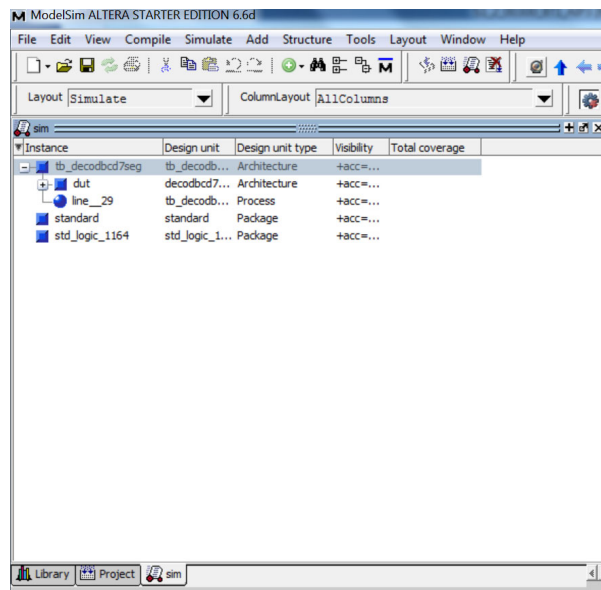 ModelSim ALTERA STARTER EDITION 6.6d
File Edit View Compile Simulate Add Structure Tools Layout Window Help
Layout Simulate ColumnLayout AllColumns
sim
Instance Design unit Design unit type Visibility Total coverage
tb_decodbcd7seg tb_decodb... Architecture +acc=...
dut decodbcd7... Architecture +acc=...
line__29 tb_decodb... Process +acc=...
standard standard Package +acc=...
std_logic_1164 std_logic_1... Package +acc=...
Library Project sim